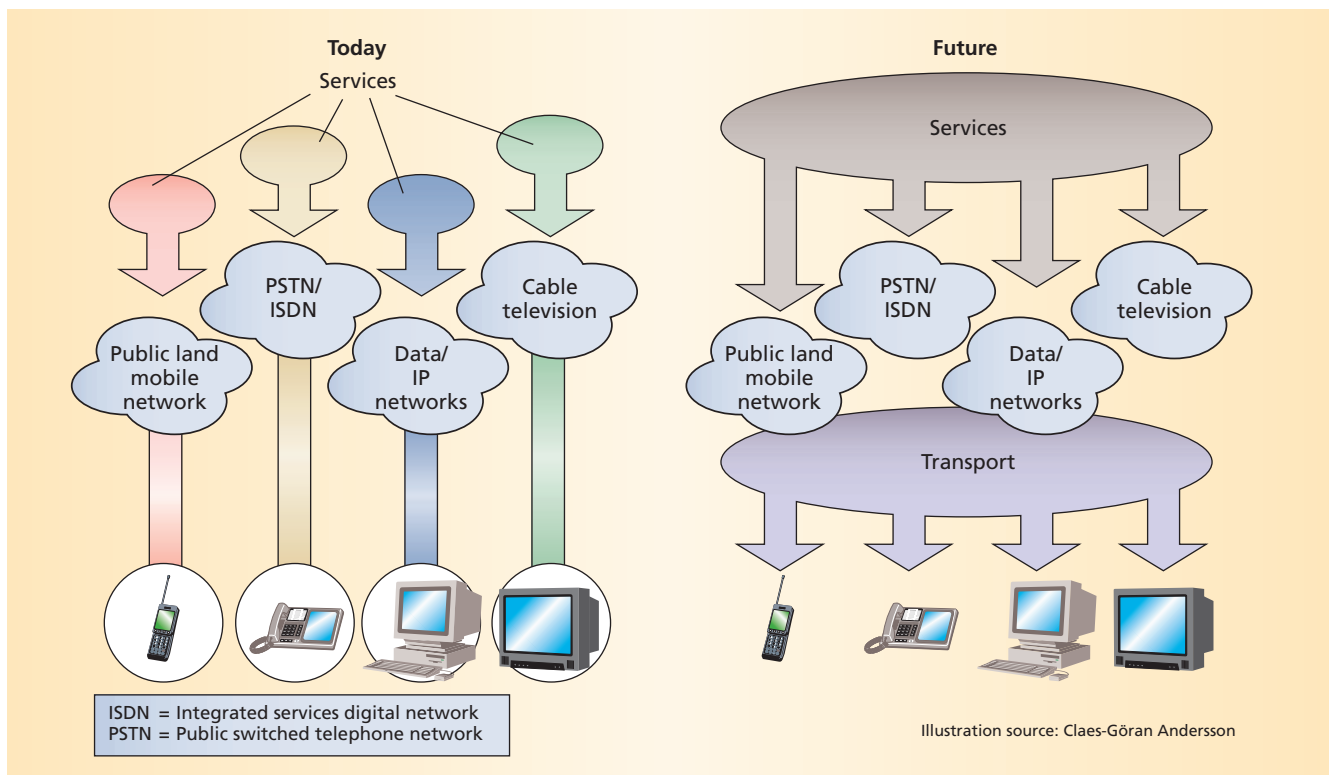 Today
Services
PSTN/
ISDN
Cable
television
Public land
mobile
network
Data/
IP
networks
ISDN = Integrated services digital network
PSTN = Public switched telephone network
Future
Services
PSTN/
ISDN
Cable
television
Public land
mobile
network
Data/
IP
networks
Transport
Illustration source: Claes-Göran Andersson